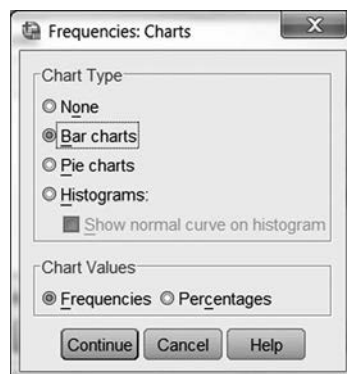 Frequencies: Charts
Chart Type
None
Bar charts
Pie charts
Histograms:
Show normal curve on histogram
Chart Values
Frequencies Percentages
Continue Cancel Help